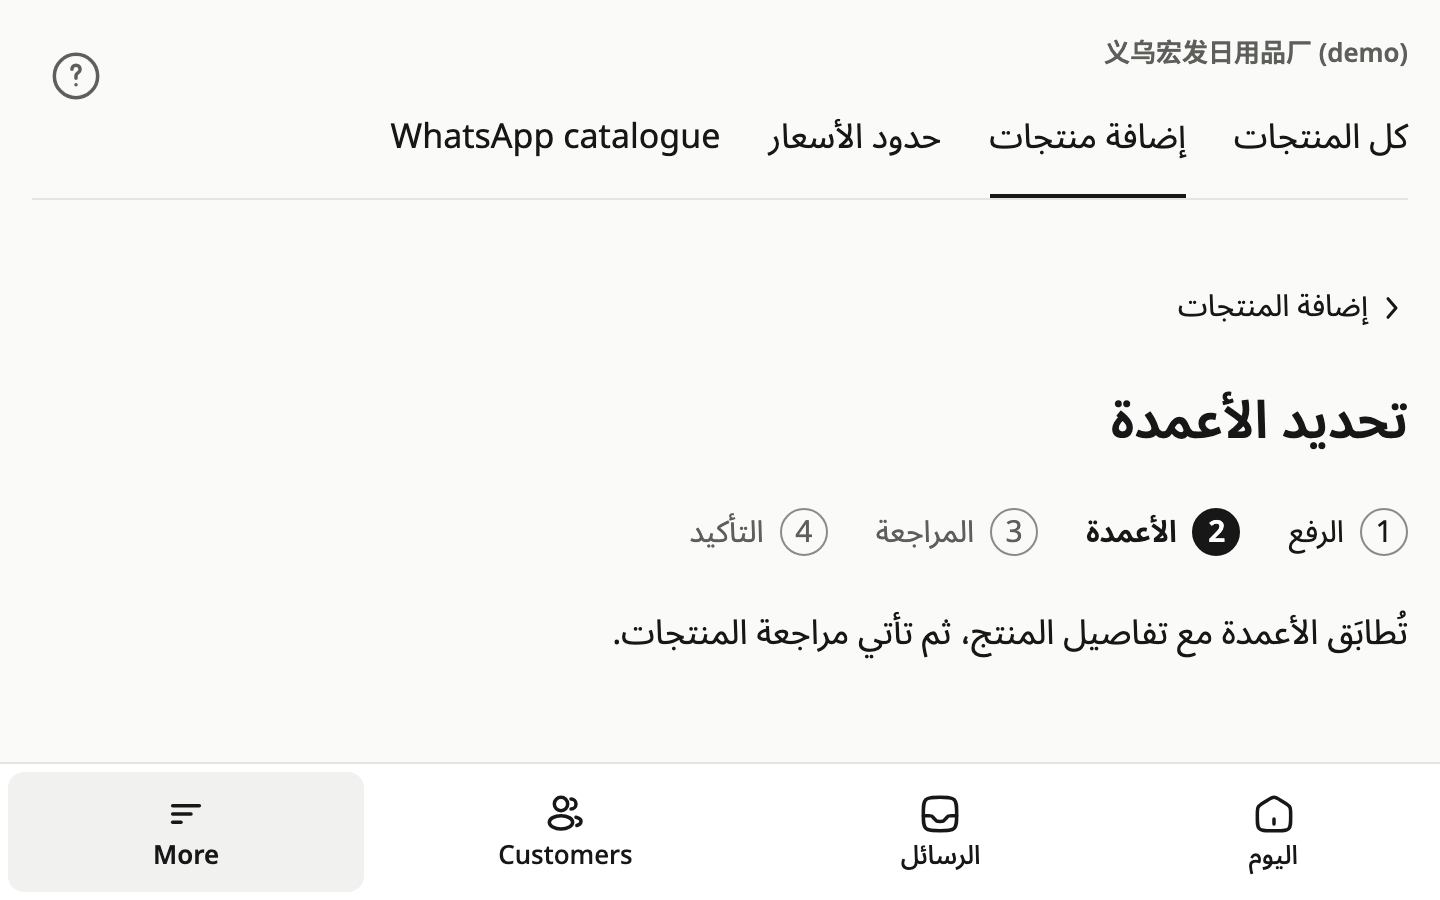 义乌宏发日用品厂 (demo)
كل المنتجات
إضافة منتجات
حدود الأسعار
WhatsApp catalogue
إضافة المنتجات
تحديد الأعمدة
1 الرفع
2 الأعمدة
3 المراجعة
4 التأكيد
تُطابَق الأعمدة مع تفاصيل المنتج، ثم تأتي مراجعة المنتجات.
اليوم
الرسائل
Customers
More